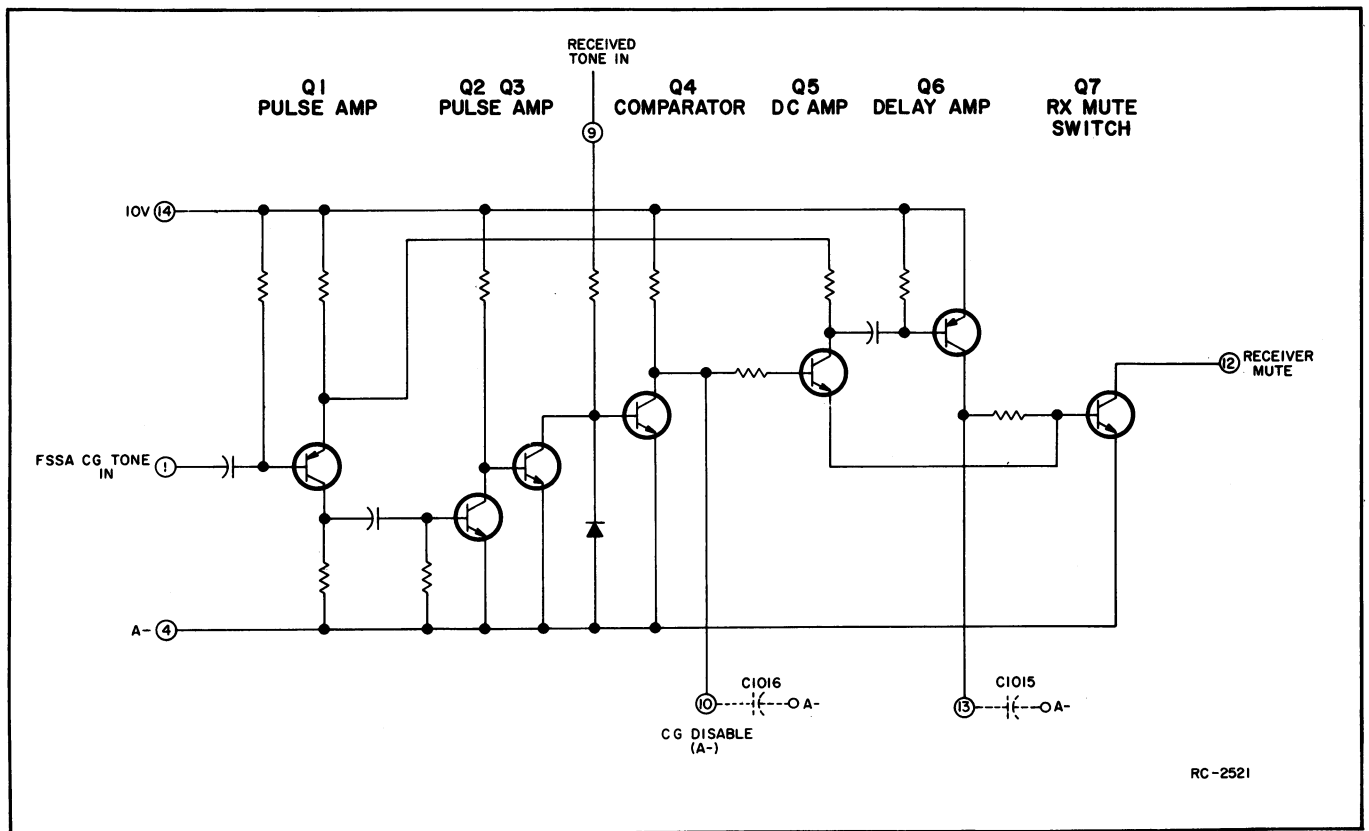 RECEIVED
TONE IN
Q1
PULSE AMP
Q2 Q3
PULSE AMP
Q4
COMPARATOR
Q5
DC AMP
Q6
DELAY AMP
Q7
RX MUTE
SWITCH
9
10V 14
12 RECEIVER
MUTE
FSSA CG TONE
IN
1
A- 4
C1016
10 A-
CG DISABLE
(A-)
C1015
13 A-
RC-2521